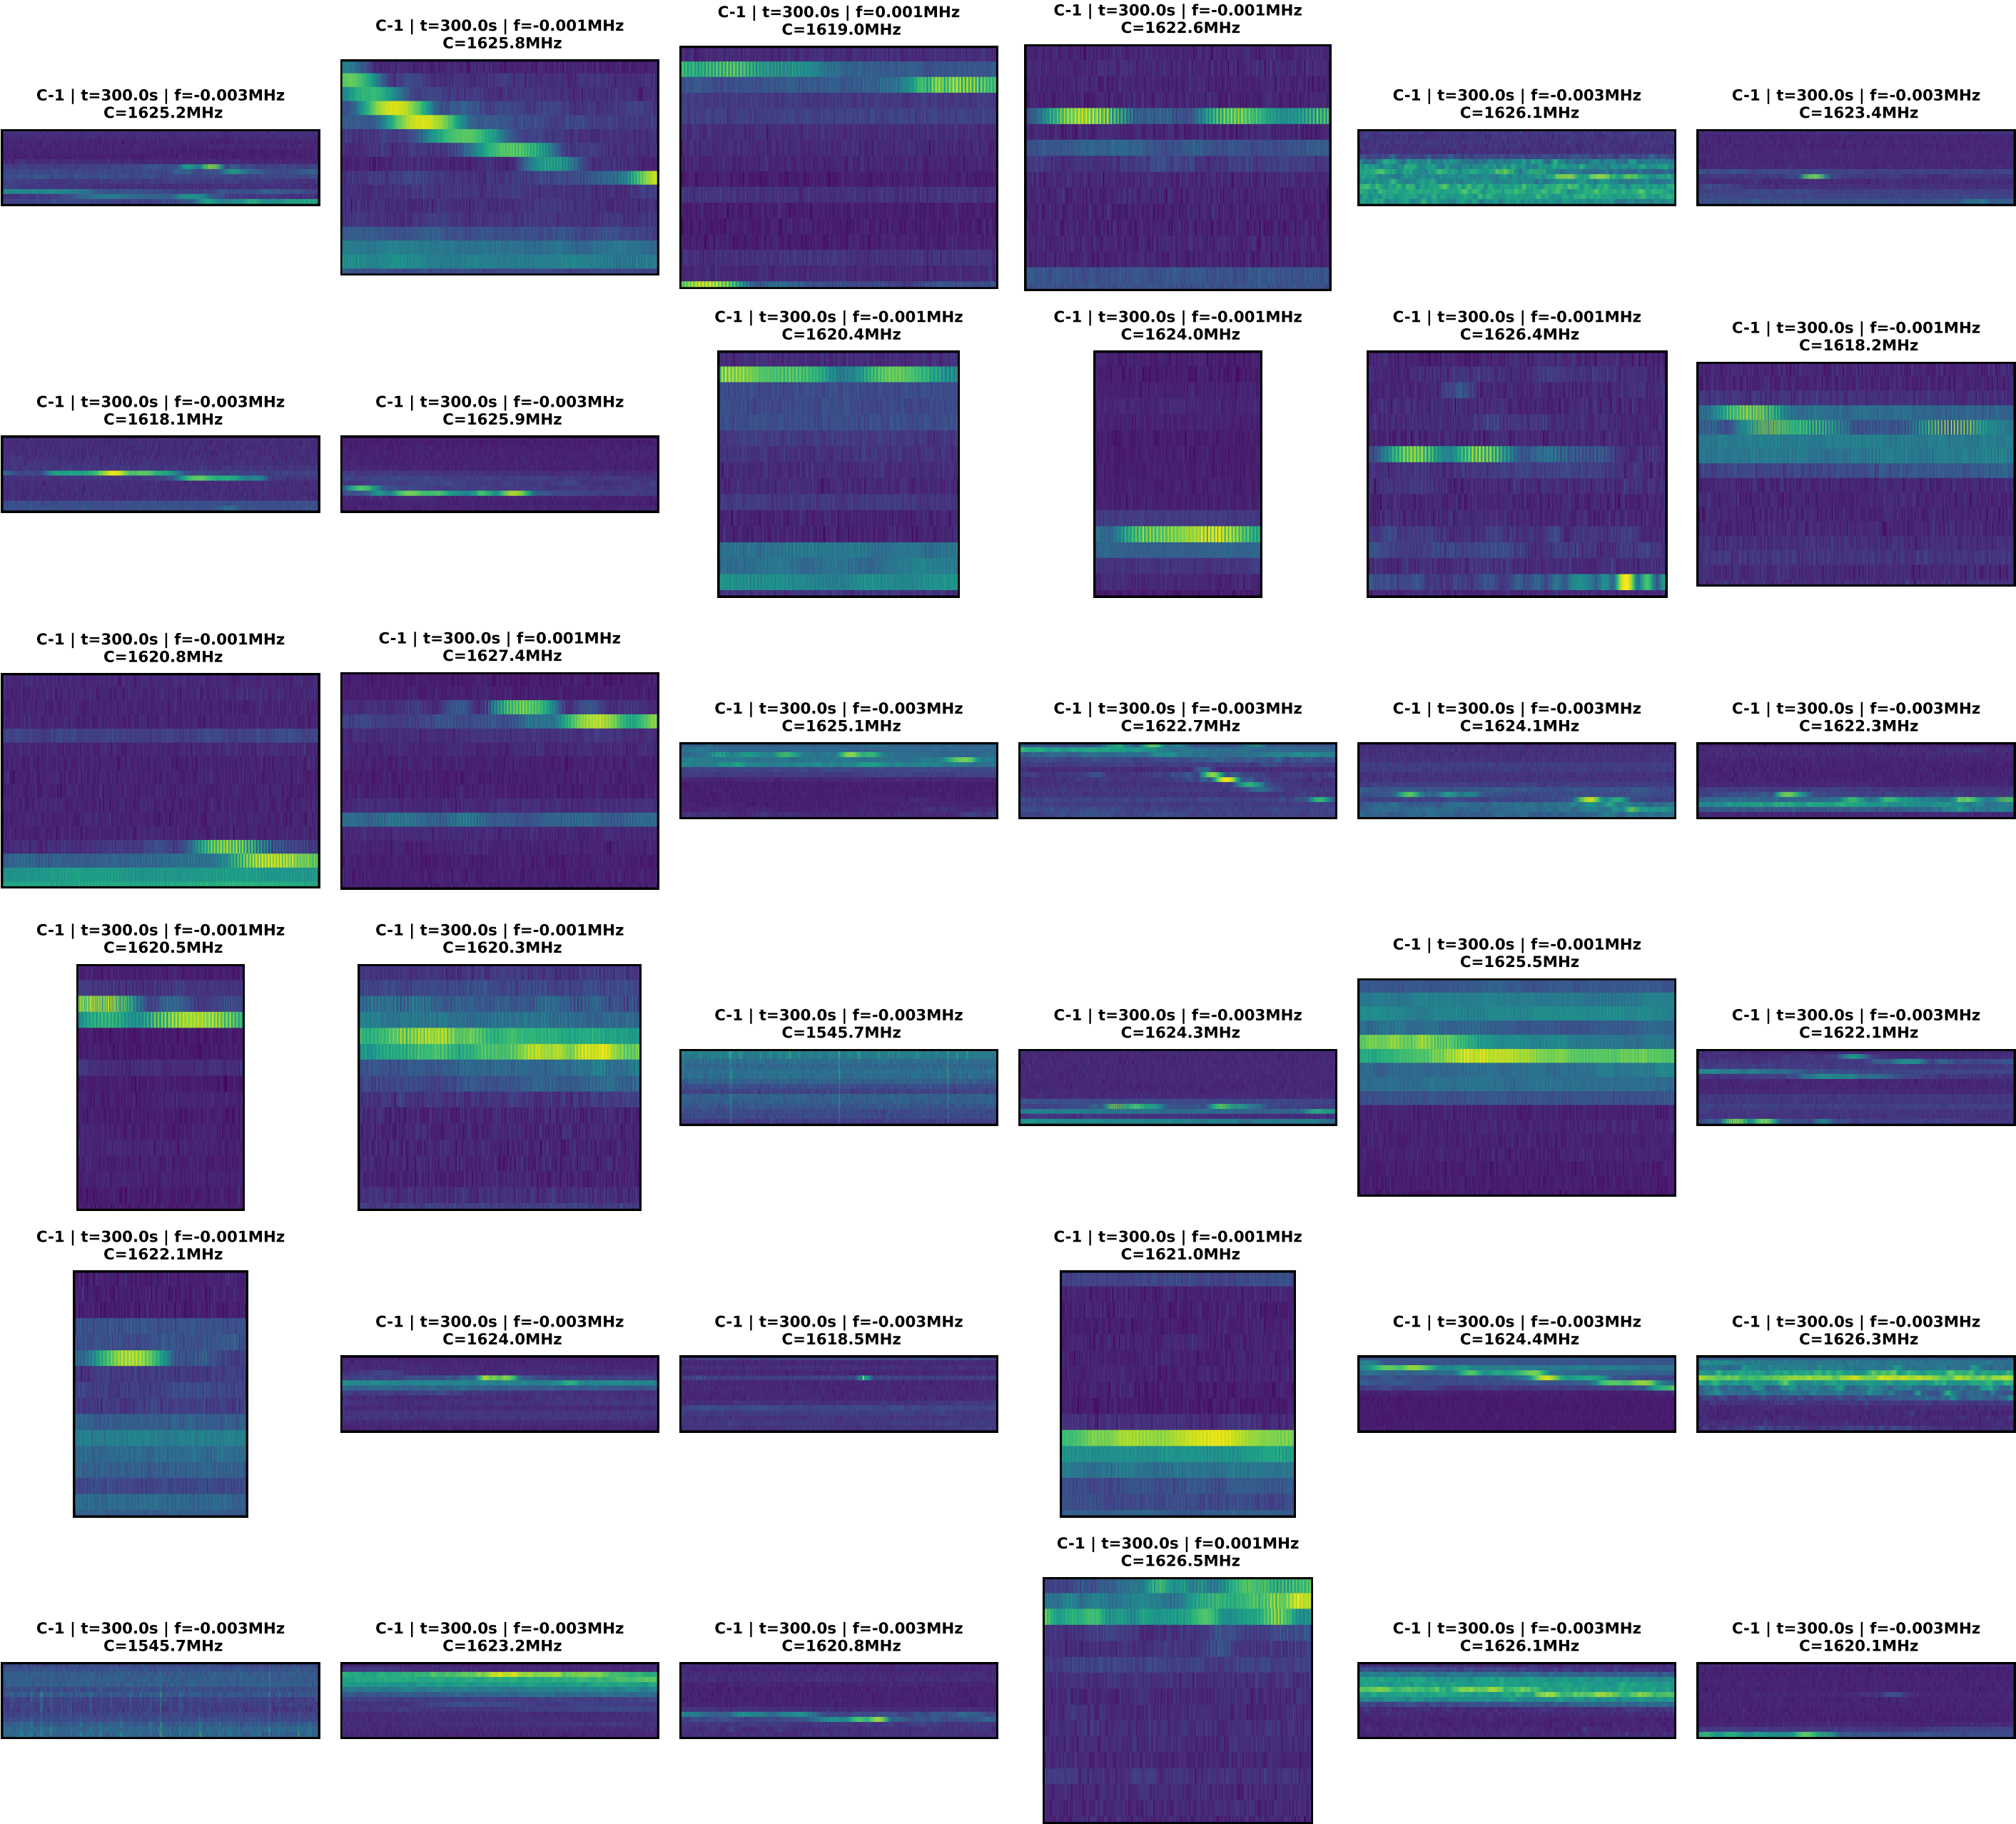 C-1 | t=300.0s | f=-0.003MHz
C=1625.2MHz
C-1 | t=300.0s | f=-0.001MHz
C=1625.8MHz
C-1 | t=300.0s | f=0.001MHz
C=1619.0MHz
C-1 | t=300.0s | f=-0.001MHz
C=1622.6MHz
C-1 | t=300.0s | f=-0.003MHz
C=1626.1MHz
C-1 | t=300.0s | f=-0.003MHz
C=1623.4MHz
C-1 | t=300.0s | f=-0.003MHz
C=1618.1MHz
C-1 | t=300.0s | f=-0.003MHz
C=1625.9MHz
C-1 | t=300.0s | f=-0.001MHz
C=1620.4MHz
C-1 | t=300.0s | f=-0.001MHz
C=1624.0MHz
C-1 | t=300.0s | f=-0.001MHz
C=1626.4MHz
C-1 | t=300.0s | f=-0.001MHz
C=1618.2MHz
C-1 | t=300.0s | f=-0.001MHz
C=1620.8MHz
C-1 | t=300.0s | f=0.001MHz
C=1627.4MHz
C-1 | t=300.0s | f=-0.003MHz
C=1625.1MHz
C-1 | t=300.0s | f=-0.003MHz
C=1622.7MHz
C-1 | t=300.0s | f=-0.003MHz
C=1624.1MHz
C-1 | t=300.0s | f=-0.003MHz
C=1622.3MHz
C-1 | t=300.0s | f=-0.001MHz
C=1620.5MHz
C-1 | t=300.0s | f=-0.001MHz
C=1620.3MHz
C-1 | t=300.0s | f=-0.003MHz
C=1545.7MHz
C-1 | t=300.0s | f=-0.003MHz
C=1624.3MHz
C-1 | t=300.0s | f=-0.001MHz
C=1625.5MHz
C-1 | t=300.0s | f=-0.003MHz
C=1622.1MHz
C-1 | t=300.0s | f=-0.001MHz
C=1622.1MHz
C-1 | t=300.0s | f=-0.003MHz
C=1624.0MHz
C-1 | t=300.0s | f=-0.003MHz
C=1618.5MHz
C-1 | t=300.0s | f=-0.001MHz
C=1621.0MHz
C-1 | t=300.0s | f=-0.003MHz
C=1624.4MHz
C-1 | t=300.0s | f=-0.003MHz
C=1626.3MHz
C-1 | t=300.0s | f=-0.003MHz
C=1545.7MHz
C-1 | t=300.0s | f=-0.003MHz
C=1623.2MHz
C-1 | t=300.0s | f=-0.003MHz
C=1620.8MHz
C-1 | t=300.0s | f=0.001MHz
C=1626.5MHz
C-1 | t=300.0s | f=-0.003MHz
C=1626.1MHz
C-1 | t=300.0s | f=-0.003MHz
C=1620.1MHz